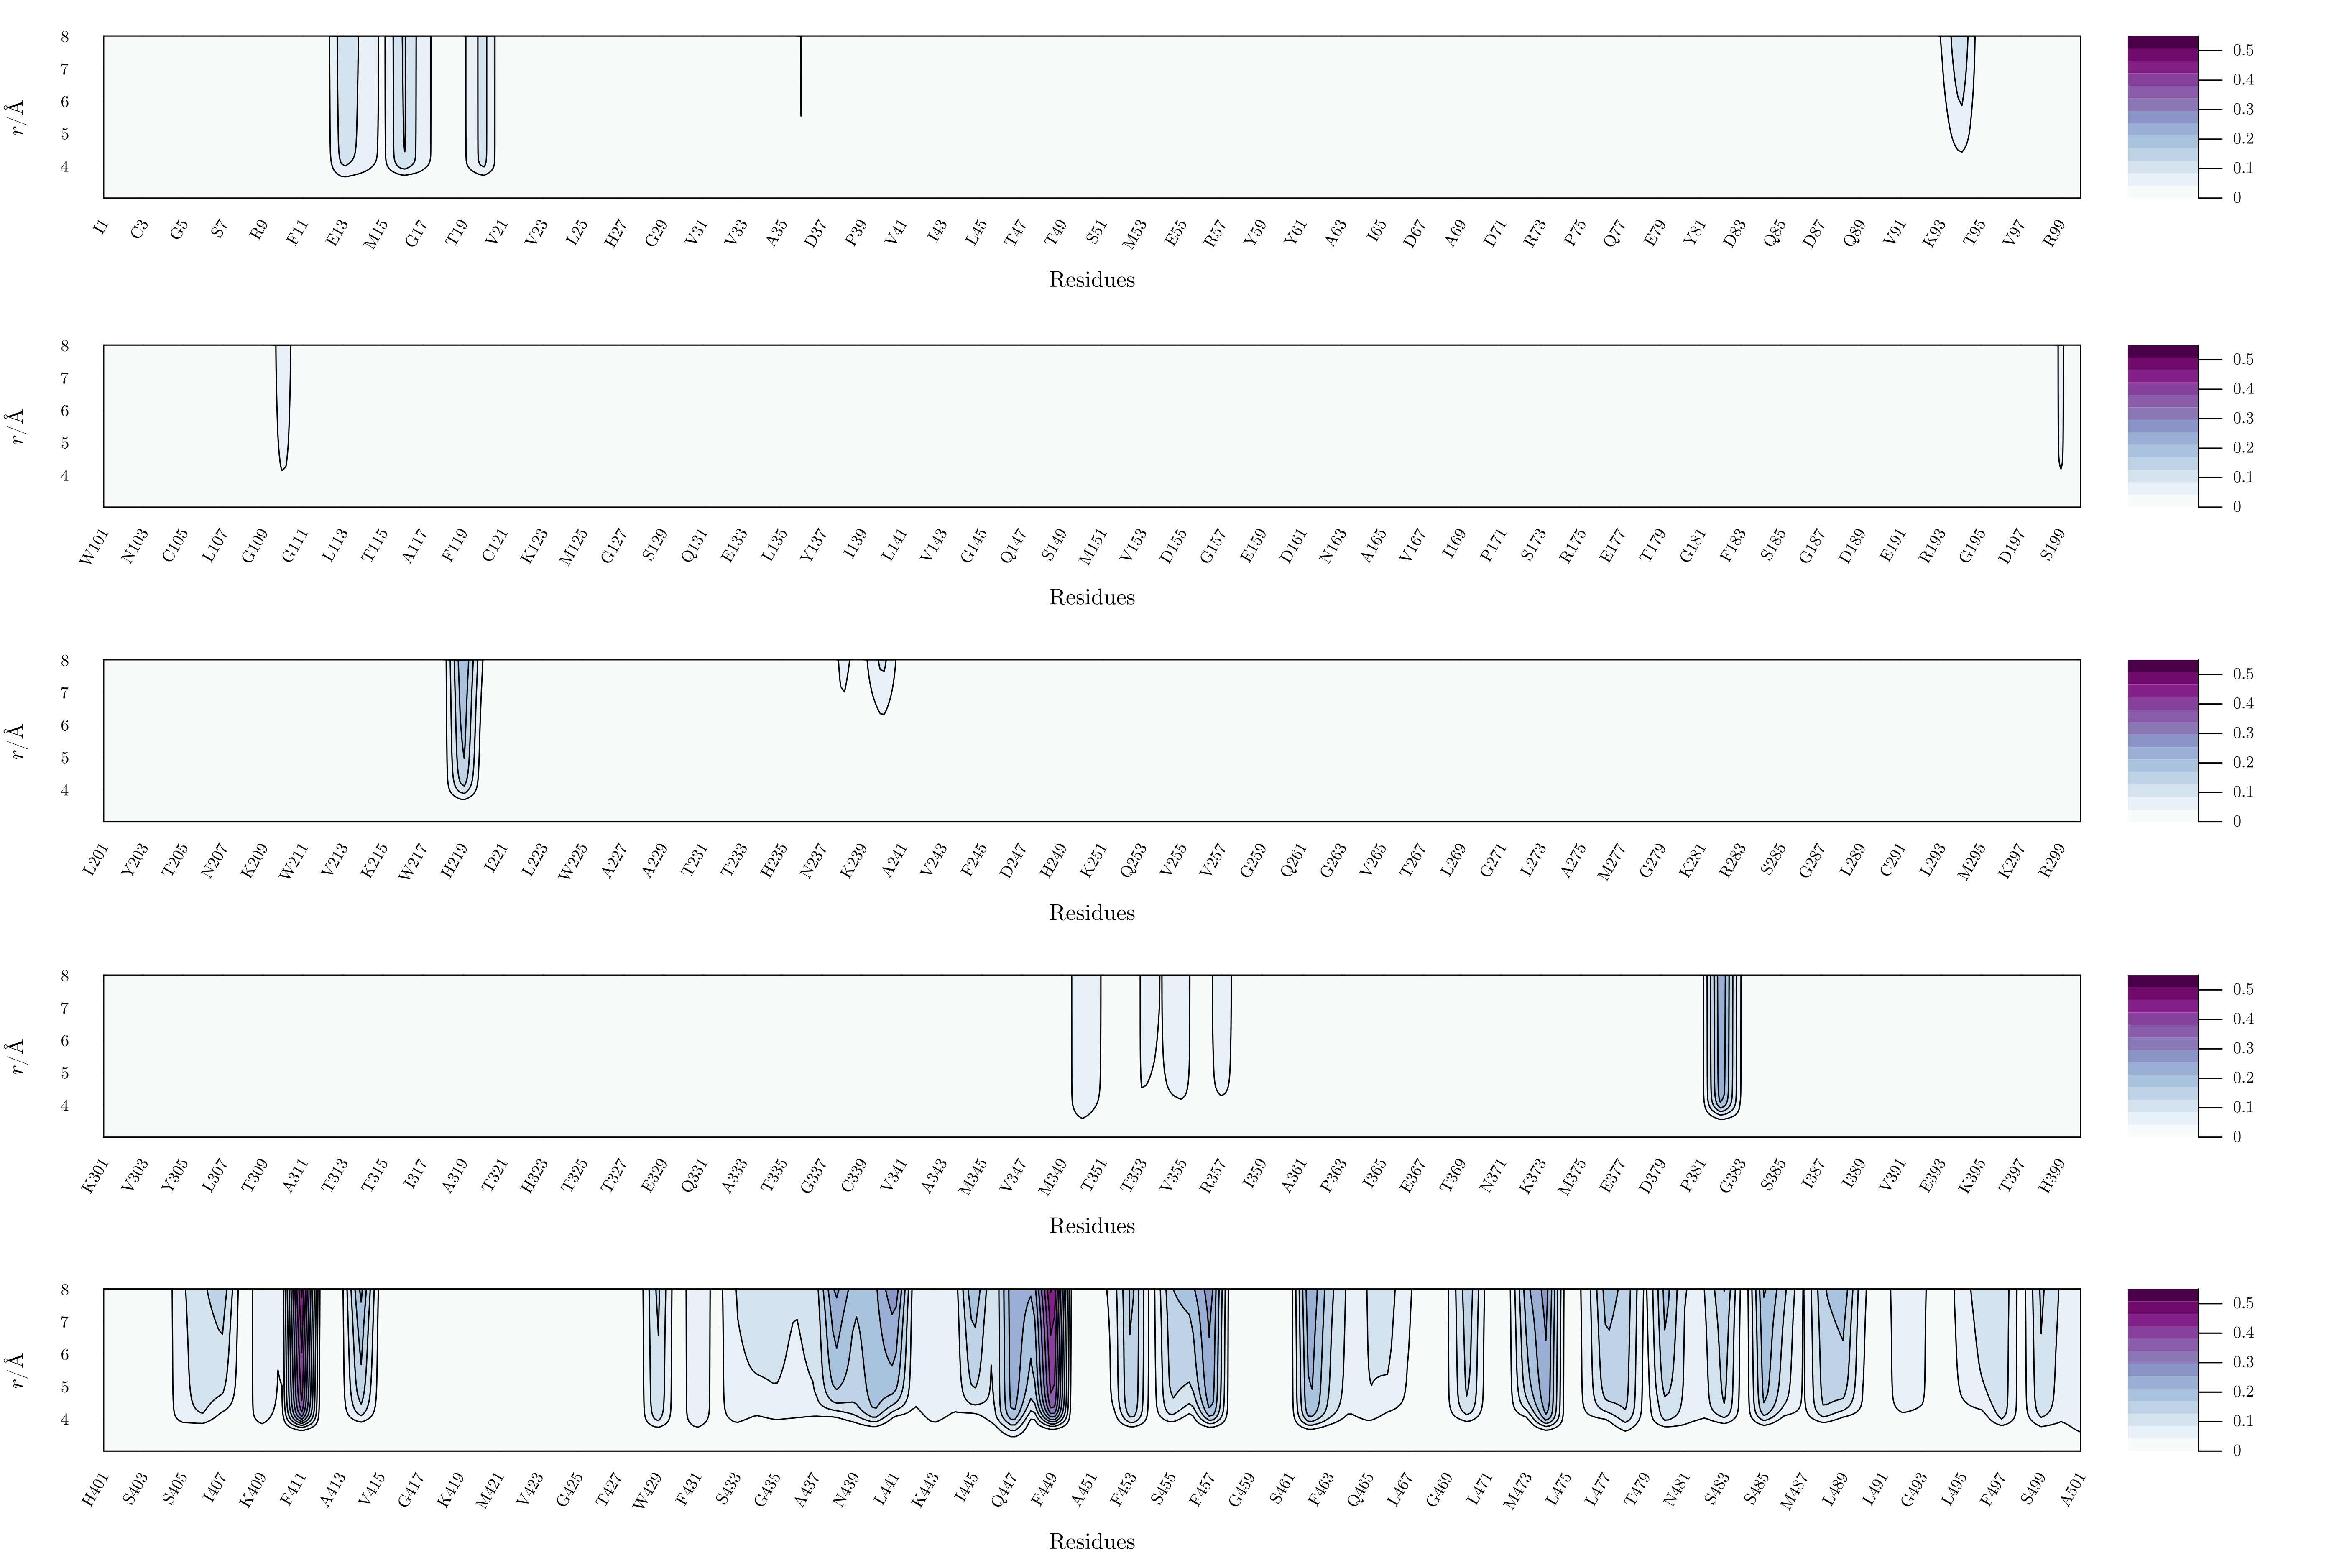 8 7 6 5 4
r/Å
0.5 0.4 0.3 0.2 0.1 0
I1 C3 G5 S7 R9 F11 E13 M15 G17 T19 V21 V23 L25 H27 G29 V31 V33 A35 D37 P39 V41 I43 L45 T47 T49 S51 M53 E55 R57 Y59 Y61 A63 I65 D67 A69 D71 R73 P75 Q77 E79 Y81 D83 Q85 D87 Q89 V91 K93 T95 V97 R99
Residues
8 7 6 5 4
r/Å
0.5 0.4 0.3 0.2 0.1 0
W101 N103 C105 L107 G109 G111 L113 T115 A117 F119 C121 K123 M125 G127 S129 Q131 E133 L135 Y137 I139 L141 V143 G145 Q147 S149 M151 V153 D155 G157 E159 D161 N163 A165 V167 I169 P171 S173 R175 E177 T179 G181 F183 S185 G187 D189 E191 R193 G195 D197 S199
Residues
8 7 6 5 4
r/Å
0.5 0.4 0.3 0.2 0.1 0
L201 Y203 T205 N207 K209 W211 V213 K215 W217 H219 I221 L223 W225 A227 A229 T231 T233 H235 N237 K239 A241 V243 F245 D247 H249 K251 Q253 V255 V257 G259 Q261 G263 V265 T267 L269 G271 L273 A275 M277 G279 K281 R283 S285 G287 L289 C291 L293 M295 K297 R299
Residues
8 7 6 5 4
r/Å
0.5 0.4 0.3 0.2 0.1 0
K301 V303 Y305 L307 T309 A311 T313 T315 I317 A319 T321 H323 T325 T327 E329 Q331 A333 T335 G337 C339 V341 A343 M345 V347 M349 T351 T353 V355 R357 I359 A361 P363 I365 E367 T369 N371 K373 M375 E377 D379 P381 G383 S385 I387 I389 V391 E393 K395 T397 H399
Residues
8 7 6 5 4
r/Å
0.5 0.4 0.3 0.2 0.1 0
H401 S403 S405 I407 K409 F411 A413 V415 G417 K419 M421 V423 G425 T427 W429 F431 S433 G435 A437 N439 L441 K443 I445 Q447 F449 A451 F453 S455 F457 G459 S461 F463 Q465 L467 G469 L471 M473 L475 L477 T479 N481 S483 S485 M487 L489 L491 G493 L495 F497 S499 A501
Residues